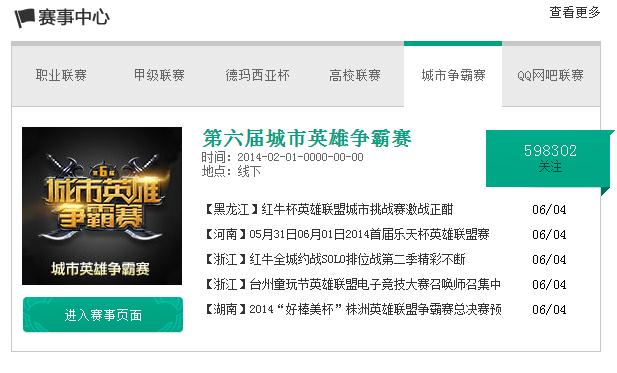 赛事中心
查看更多
职业联赛
甲级联赛
德玛西亚杯
高校联赛
城市争霸赛
QQ网吧联赛
第6届
城市英雄
争霸赛
城市英雄争霸赛
进入赛事页面
第六届城市英雄争霸赛
时间：2014-02-01-0000-00-00
地点：线下
598302
关注
【黑龙江】红牛杯英雄联盟城市挑战赛激战正酣 06/04
【河南】05月31日06月01日2014首届乐天杯英雄联盟赛 06/04
【浙江】红牛全城约战SOLO排位战第二季精彩不断 06/04
【浙江】台州童玩节英雄联盟电子竞技大赛召唤师召集中 06/04
【湖南】2014“好棒美杯”株洲英雄联盟争霸赛总决赛预 06/04